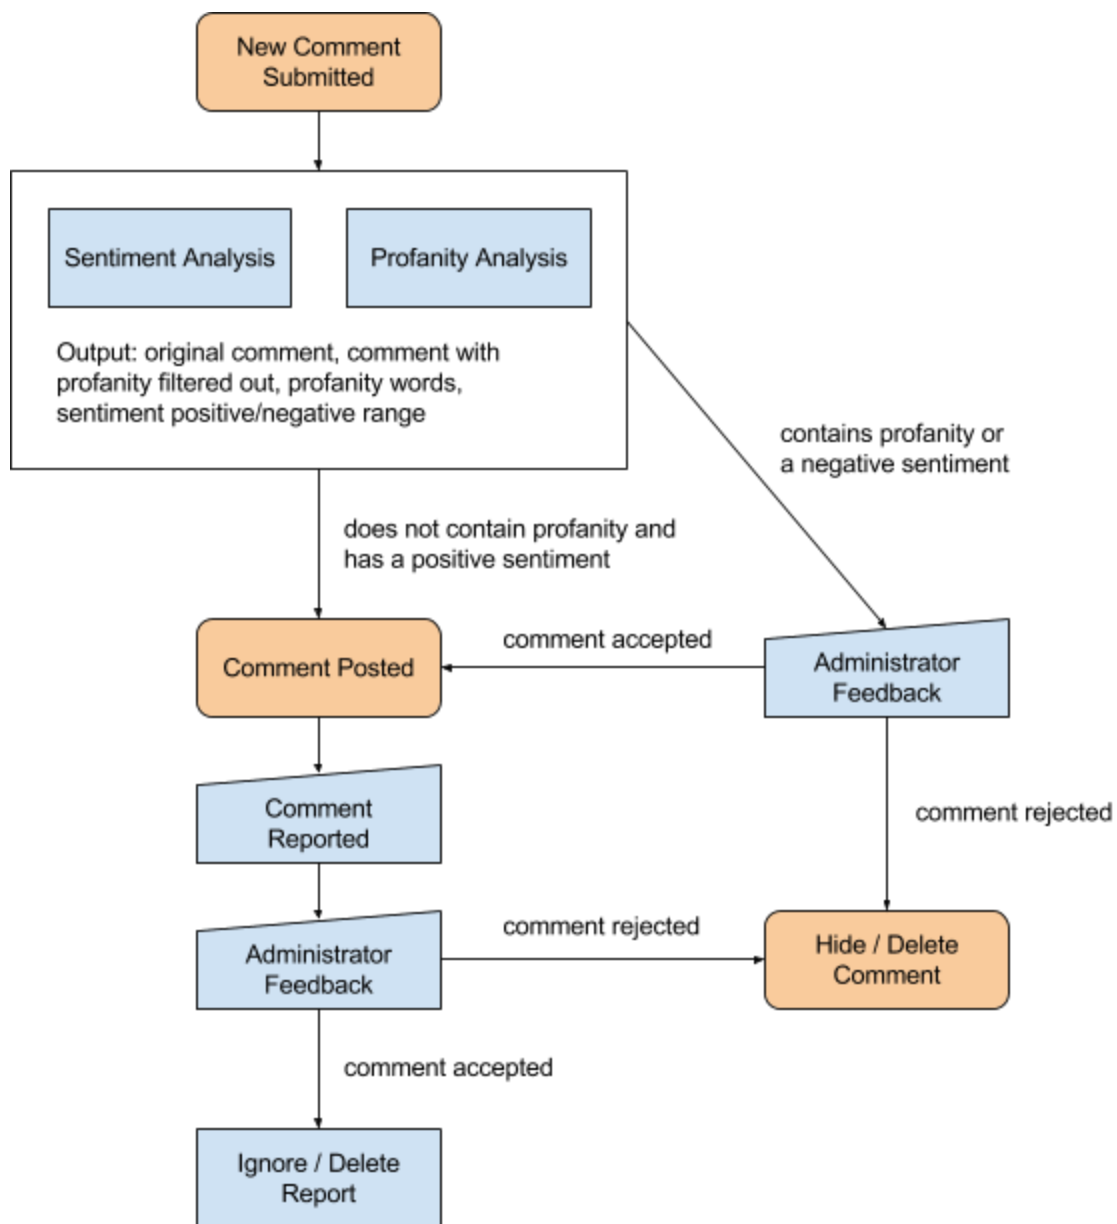 New Comment
Submitted
Sentiment Analysis
Profanity Analysis
Output: original comment, comment with
profanity filtered out, profanity words,
sentiment positive/negative range
contains profanity or
a negative sentiment
does not contain profanity and
has a positive sentiment
Comment Posted
comment accepted
Administrator
Feedback
Comment
Reported
comment rejected
Administrator
Feedback
comment rejected
Hide / Delete
Comment
comment accepted
Ignore / Delete
Report